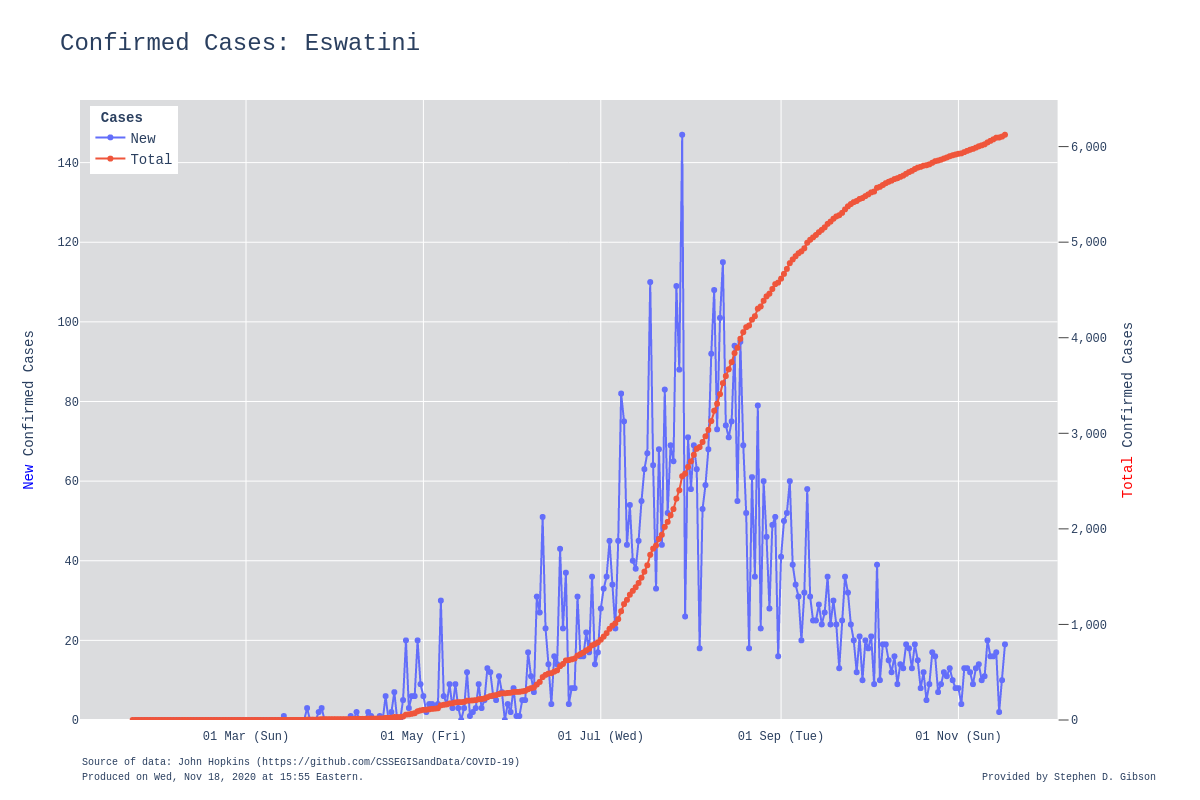 Confirmed Cases: Eswatini
Cases
New
Total
140
120
100
80
60
40
20
0
6,000
5,000
4,000
3,000
2,000
1,000
0
New Confirmed Cases
Total Confirmed Cases
01 Mar (Sun) 01 May (Fri) 01 Jul (Wed) 01 Sep (Tue) 01 Nov (Sun)
Source of data: John Hopkins (https://github.com/CSSEGISandData/COVID-19)
Produced on Wed, Nov 18, 2020 at 15:55 Eastern.
Provided by Stephen D. Gibson